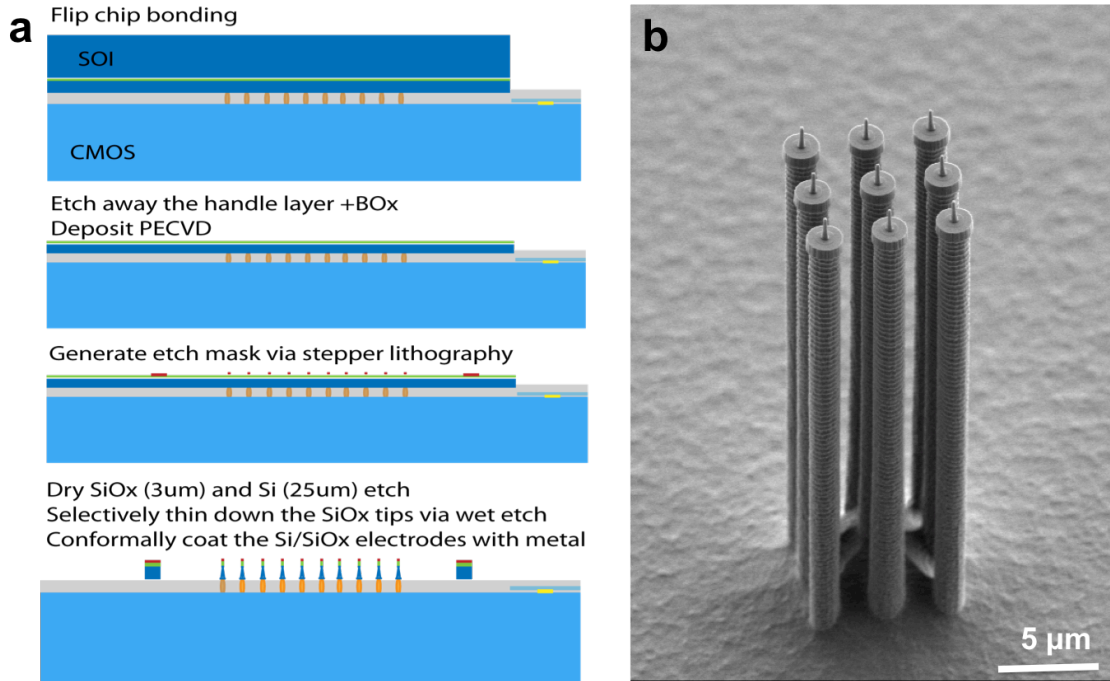 a
Flip chip bonding
SOI
CMOS
Etch away the handle layer +BOx
Deposit PECVD
Generate etch mask via stepper lithography
Dry SiOx (3um) and Si (25um) etch
Selectively thin down the SiOx tips via wet etch
Conformally coat the Si/SiOx electrodes with metal
b
5 μm